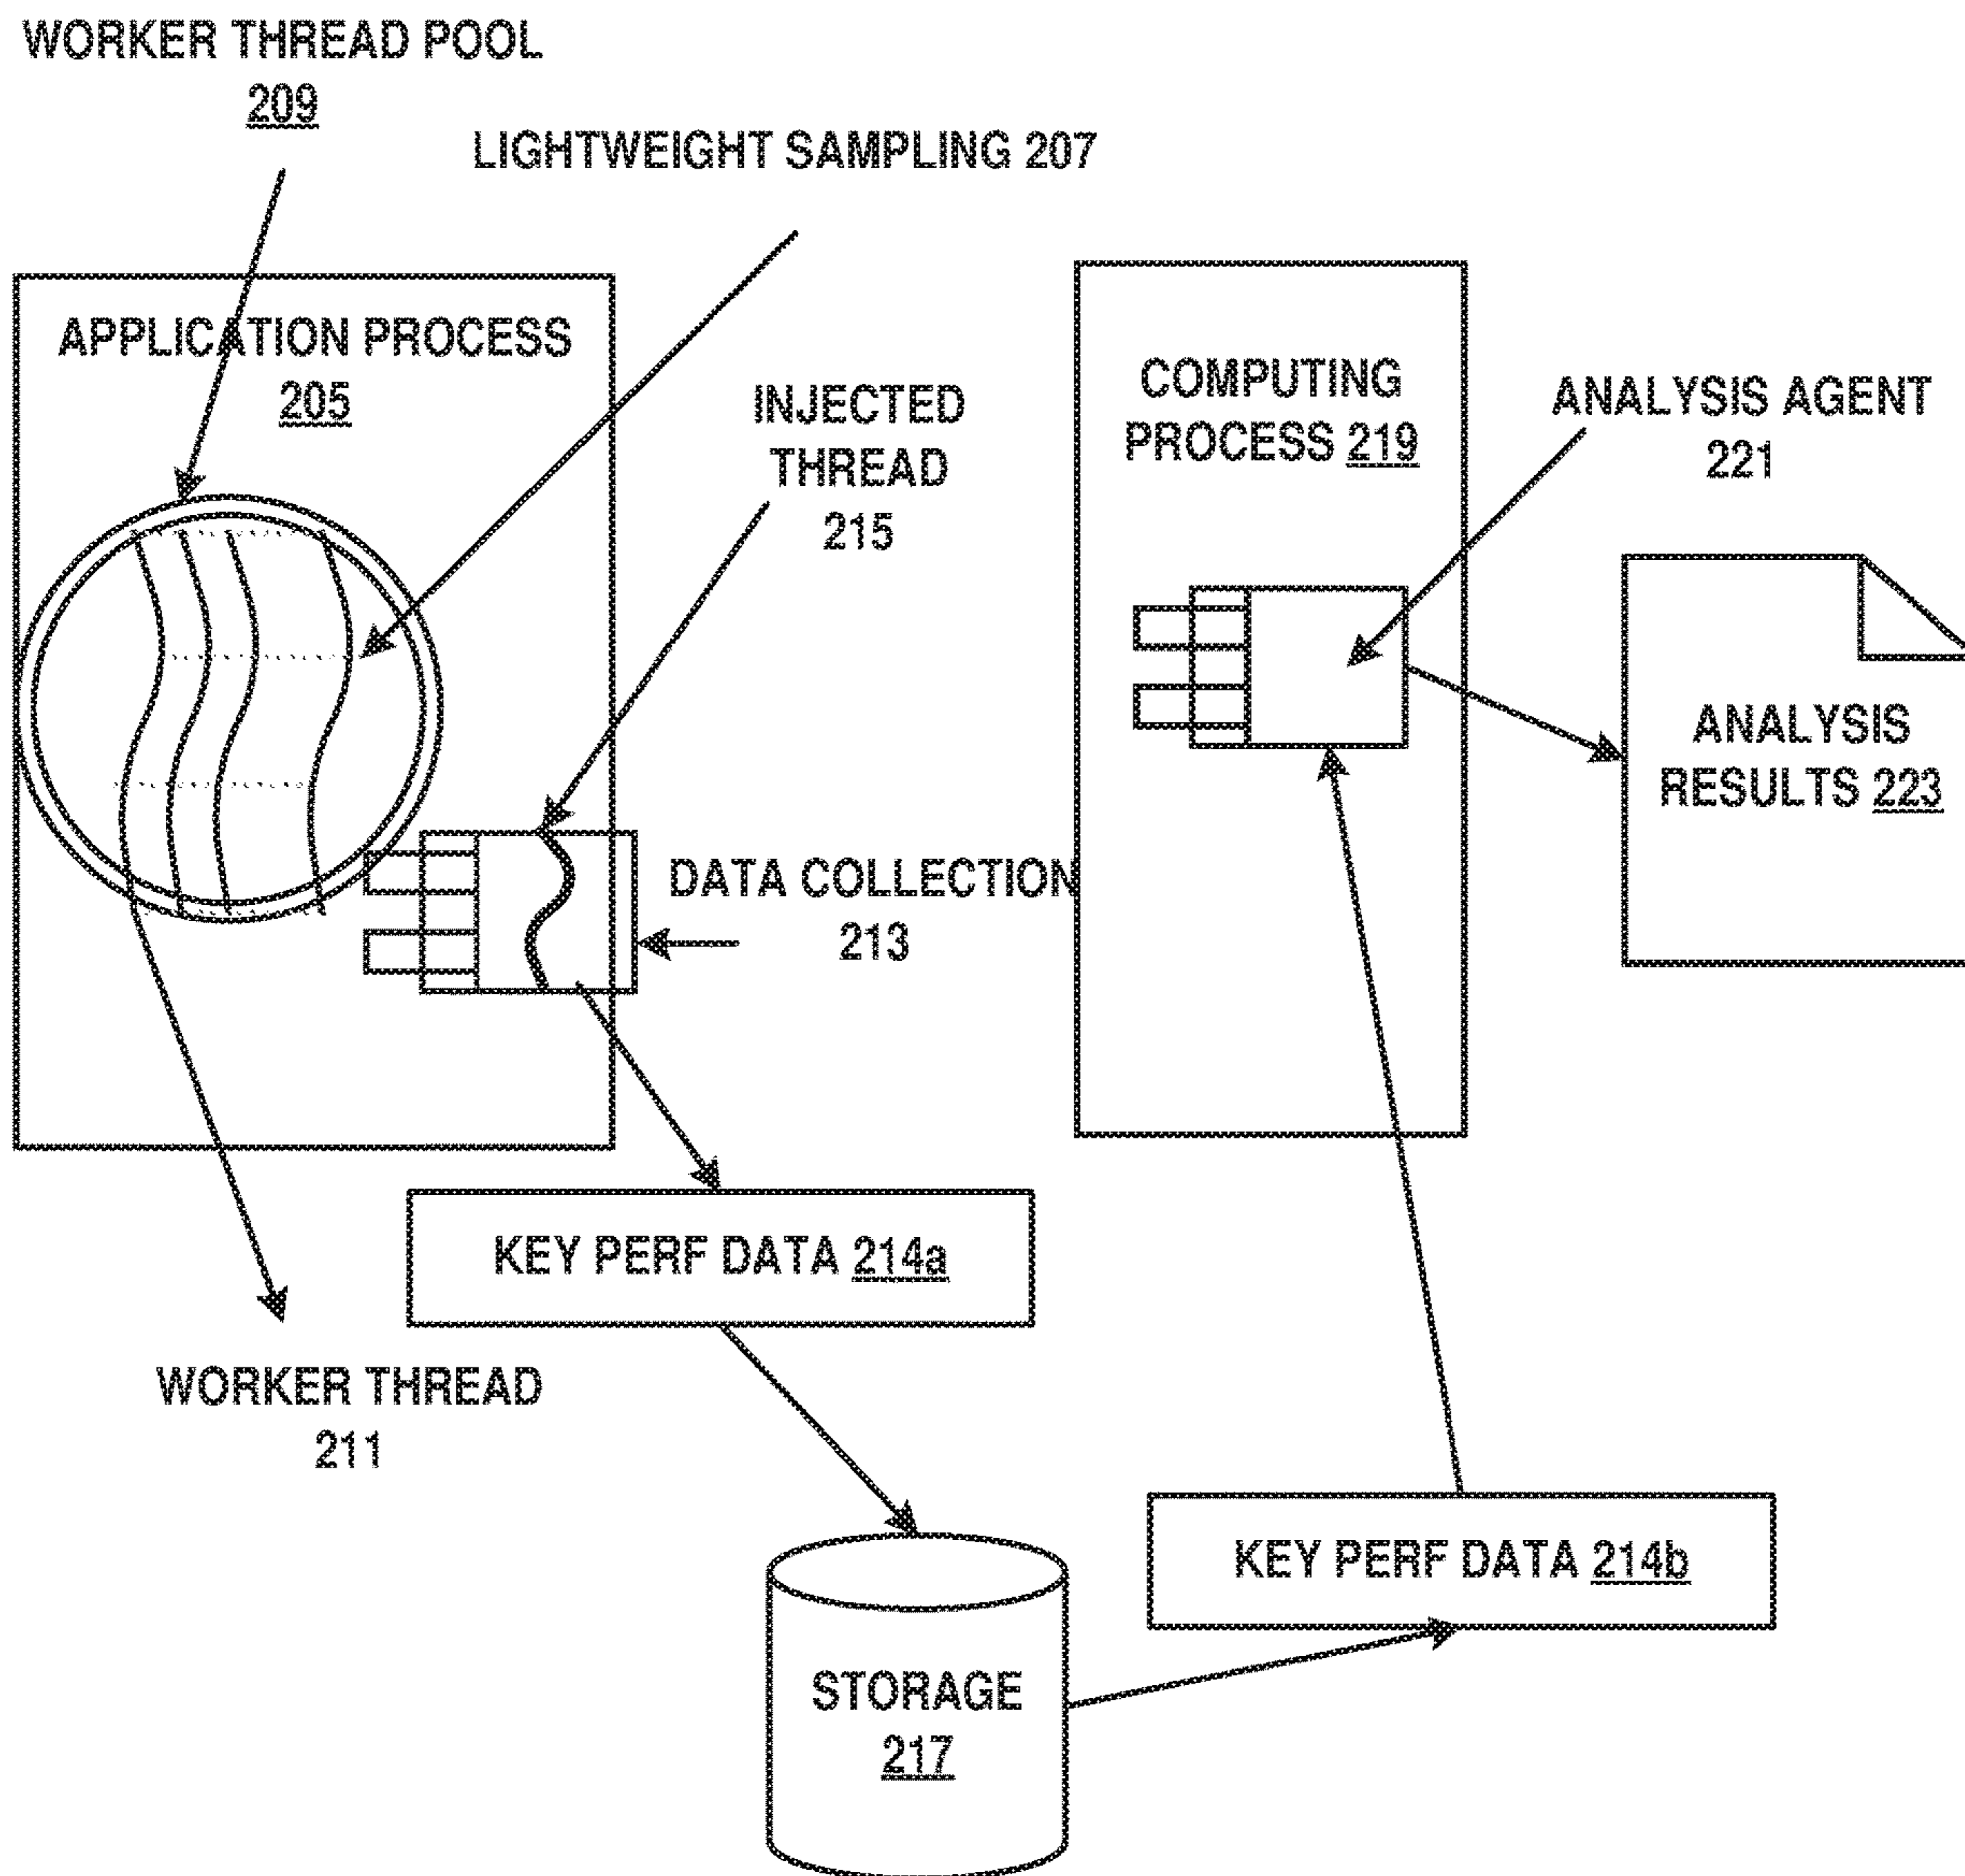 WORKER THREAD POOL
209
LIGHTWEIGHT SAMPLING 207
APPLICATION PROCESS
205
INJECTED
THREAD
215
COMPUTING
PROCESS 219
ANALYSIS AGENT
221
ANALYSIS
RESULTS 223
DATA COLLECTION
213
KEY PERF DATA 214a
WORKER THREAD
211
KEY PERF DATA 214b
STORAGE
217